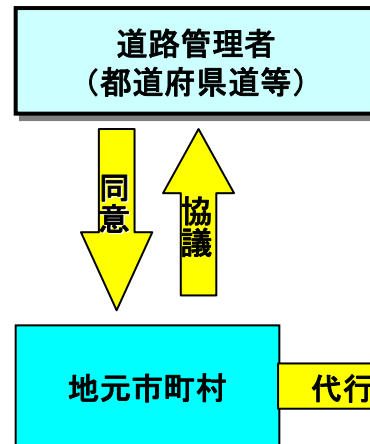 道路管理者
（都道府県道等）
同意
協議
地元市町村
代行